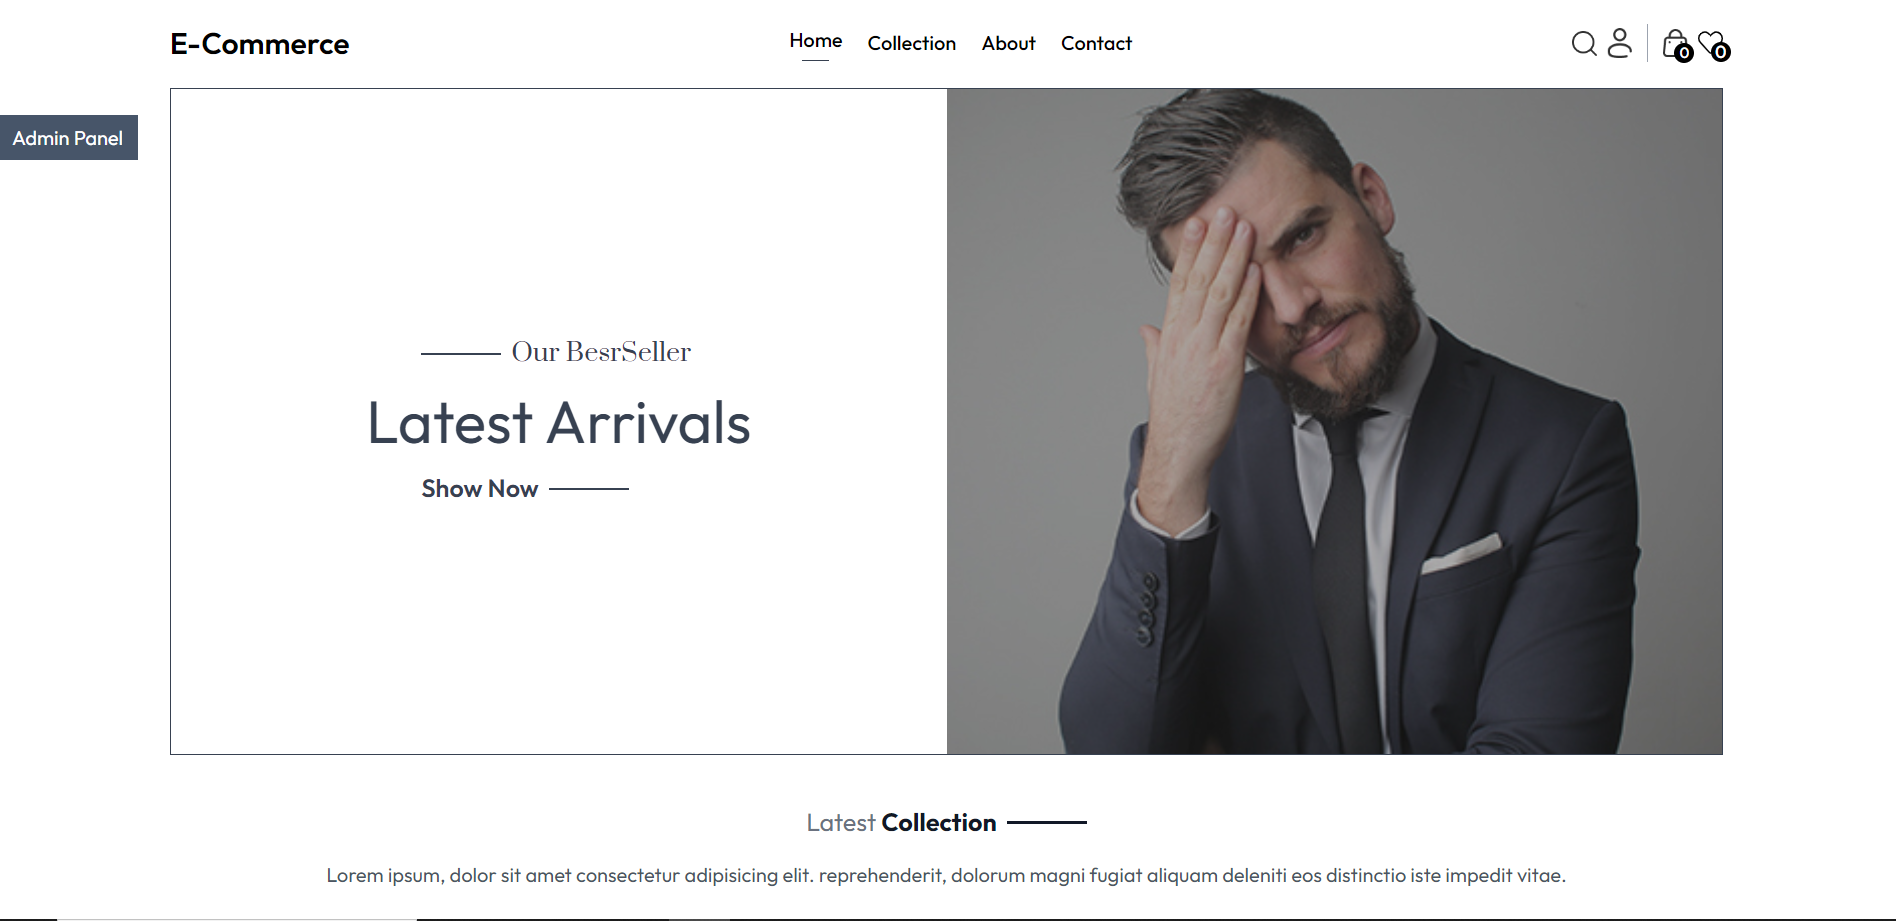 E-Commerce
Home Collection About Contact
0 0
Admin Panel
Our BesrSeller
Latest Arrivals
Show Now
Latest Collection
Lorem ipsum, dolor sit amet consectetur adipisicing elit. reprehenderit, dolorum magni fugiat aliquam deleniti eos distinctio iste impedit vitae.